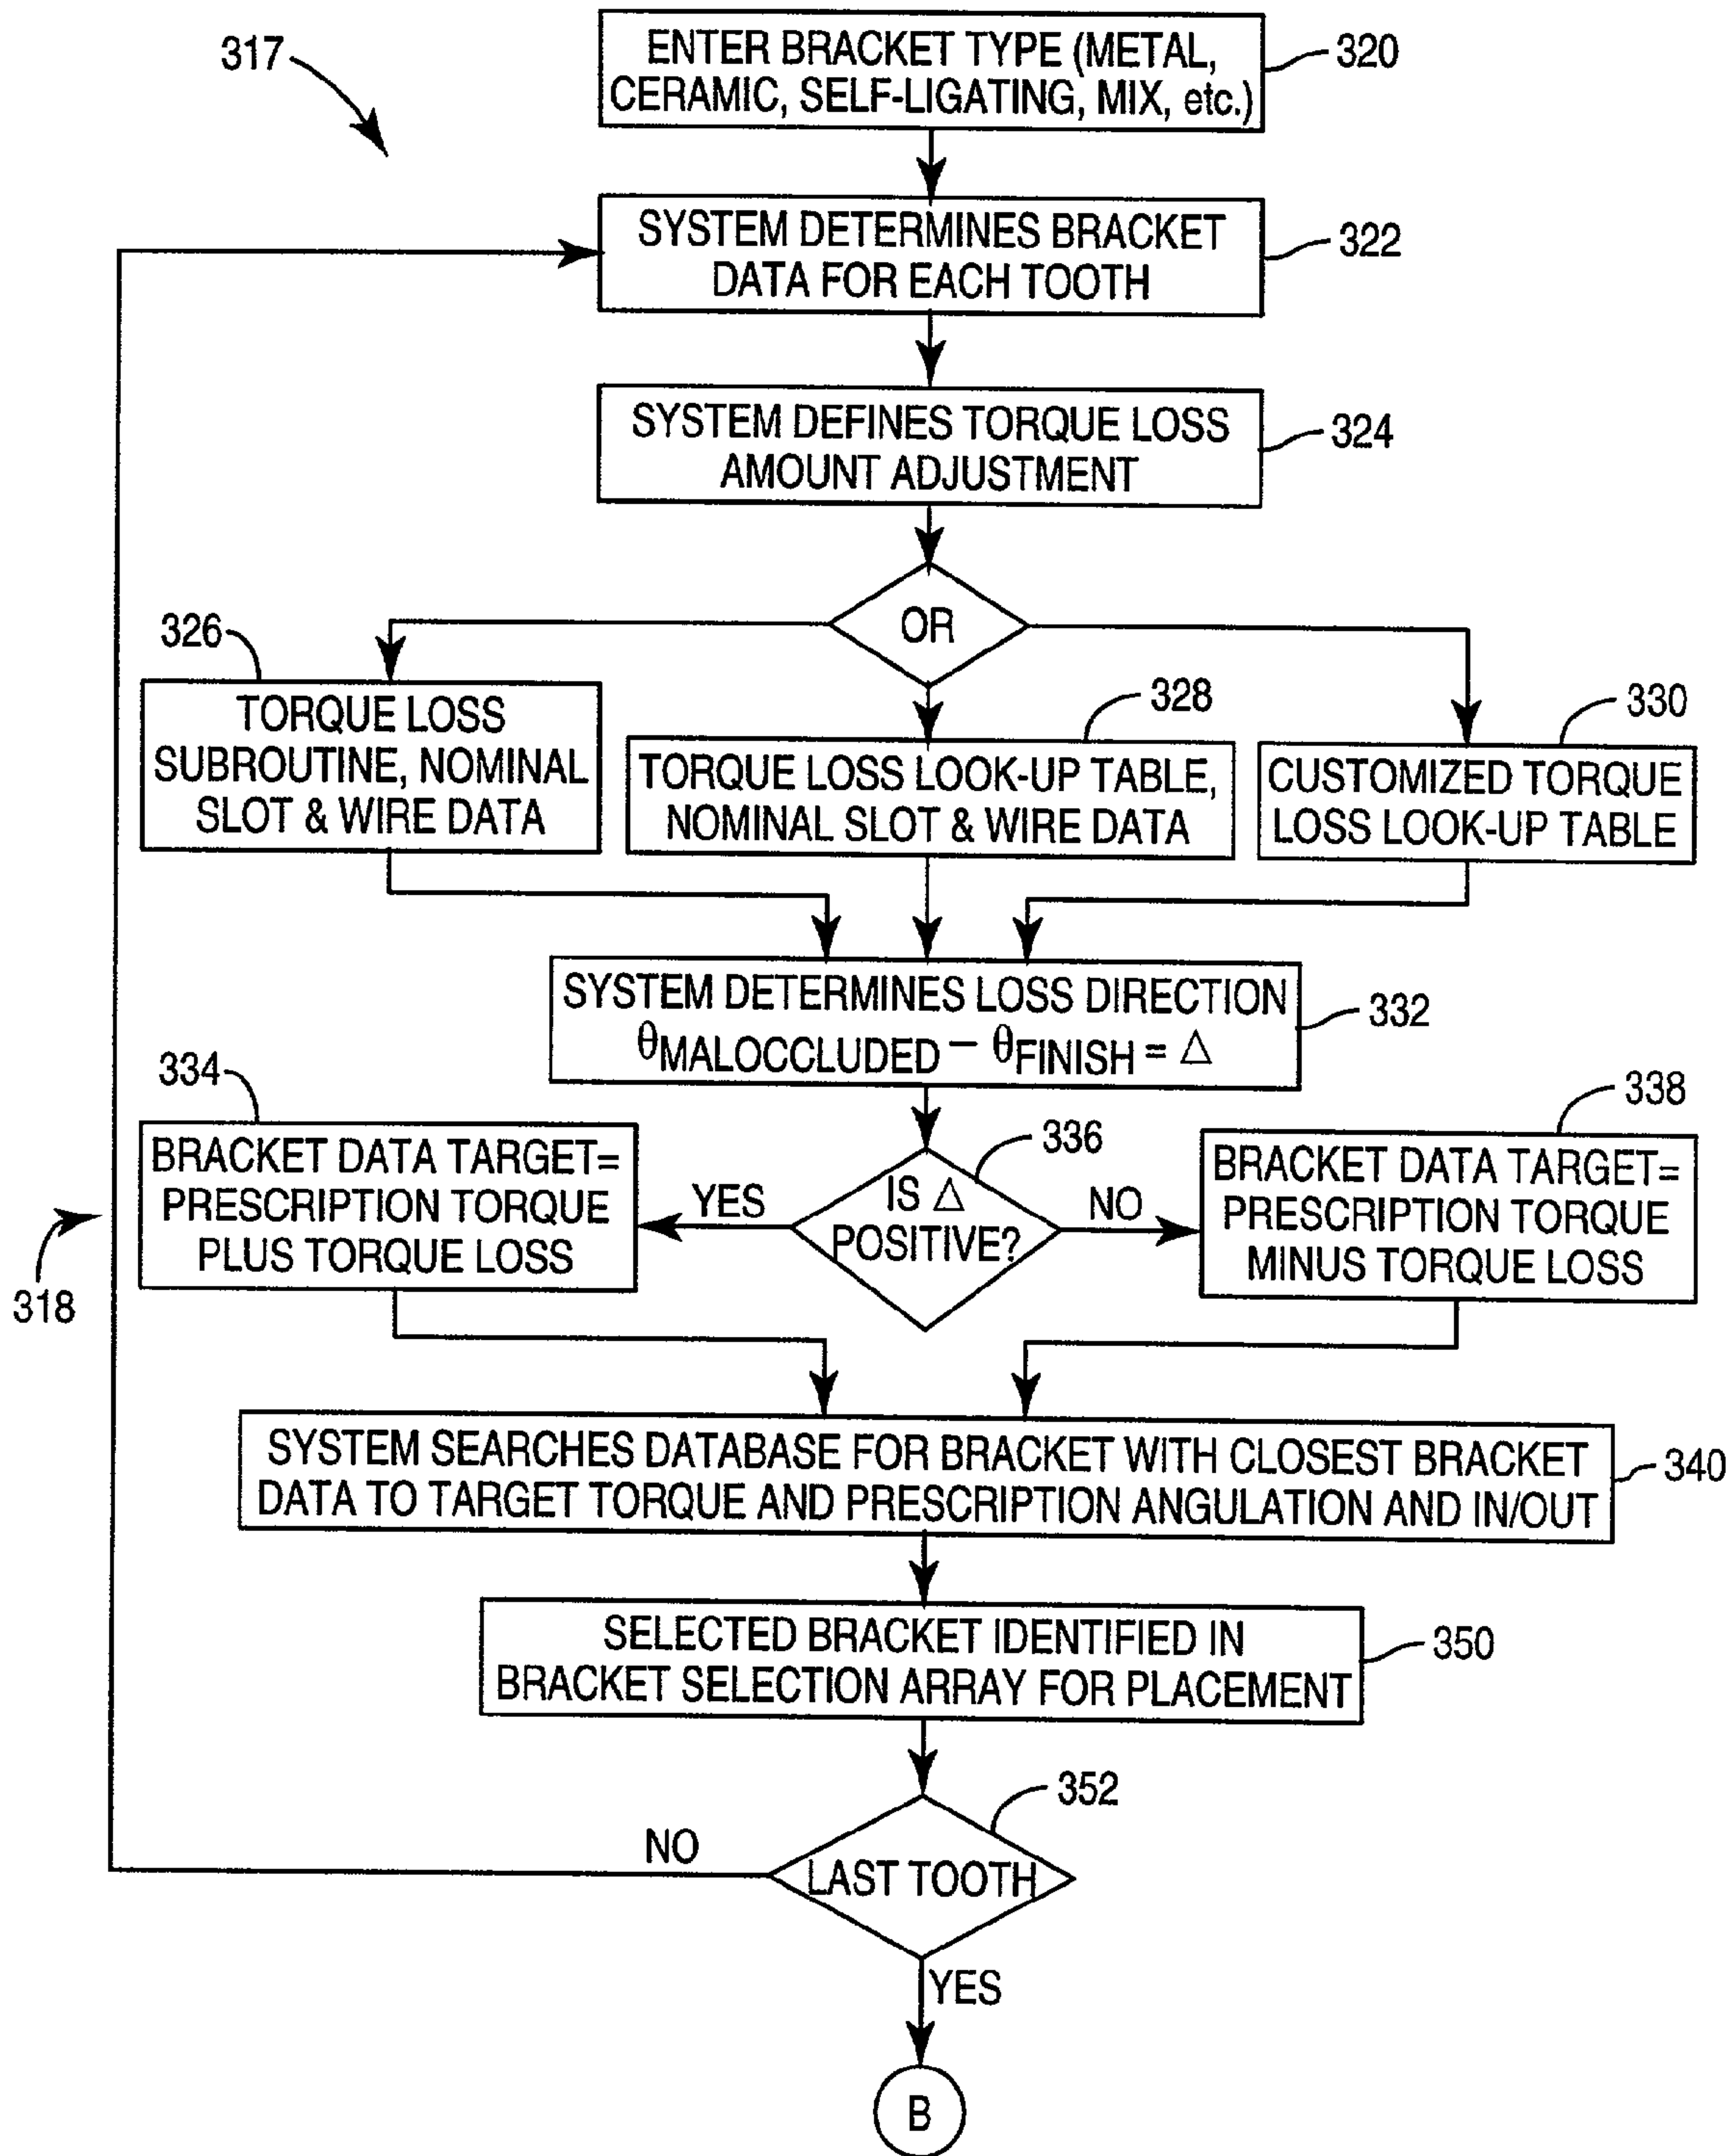 317
ENTER BRACKET TYPE (METAL,
CERAMIC, SELF-LIGATING, MIX, etc.)
320
SYSTEM DETERMINES BRACKET
DATA FOR EACH TOOTH
322
SYSTEM DEFINES TORQUE LOSS
AMOUNT ADJUSTMENT
324
OR
326
TORQUE LOSS
SUBROUTINE, NOMINAL
SLOT & WIRE DATA
328
TORQUE LOSS LOOK-UP TABLE,
NOMINAL SLOT & WIRE DATA
330
CUSTOMIZED TORQUE
LOSS LOOK-UP TABLE
SYSTEM DETERMINES LOSS DIRECTION
θMALOCCLUDED − θFINISH = △
332
334
BRACKET DATA TARGET=
PRESCRIPTION TORQUE
PLUS TORQUE LOSS
YES
336
IS △
POSITIVE?
NO
338
BRACKET DATA TARGET=
PRESCRIPTION TORQUE
MINUS TORQUE LOSS
318
SYSTEM SEARCHES DATABASE FOR BRACKET WITH CLOSEST BRACKET
DATA TO TARGET TORQUE AND PRESCRIPTION ANGULATION AND IN/OUT
340
SELECTED BRACKET IDENTIFIED IN
BRACKET SELECTION ARRAY FOR PLACEMENT
350
352
NO
LAST TOOTH
YES
B